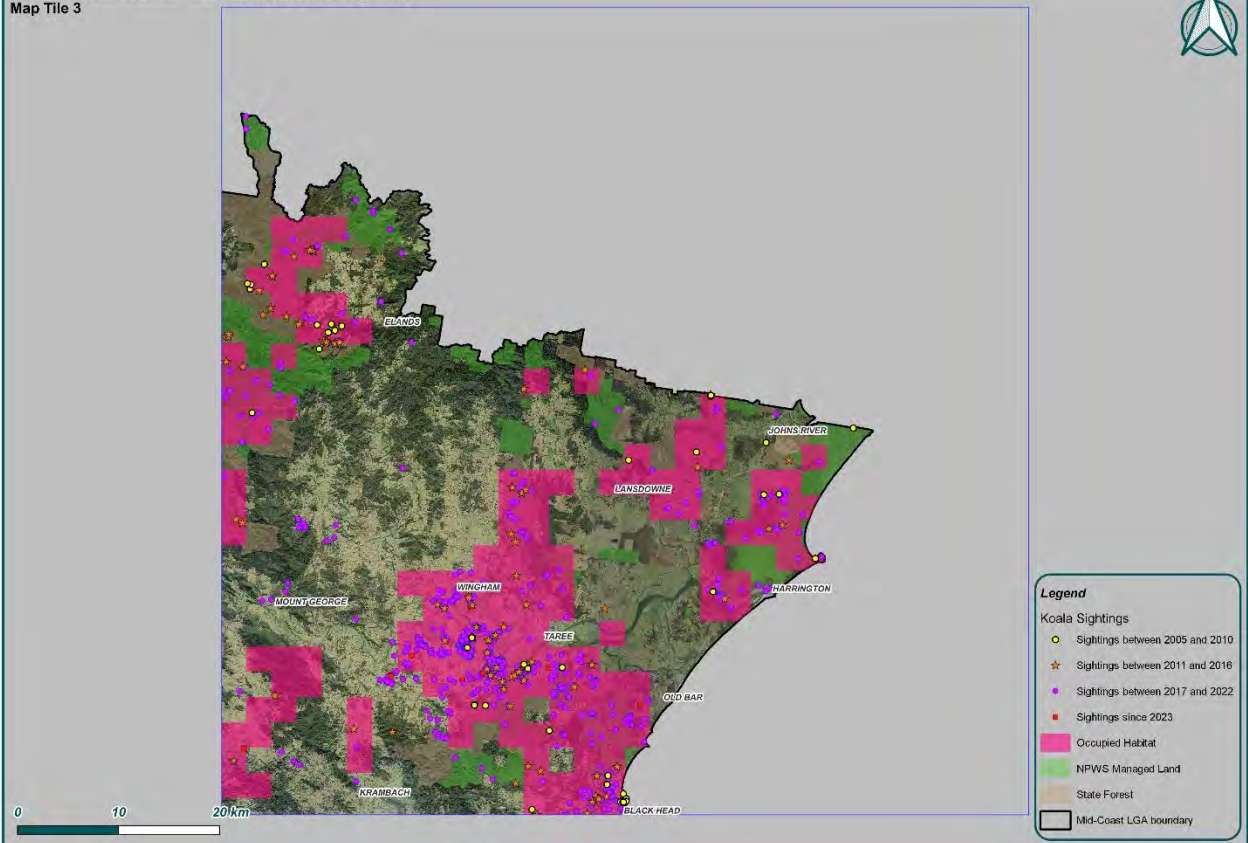 Map Tile 3
ELANDS
JOHNS RIVER
LANSDOWNE
WINGHAM
HARRINGTON
MOUNT GEORGE
TAREE
OLD BAR
KRAMBACH
BLACK HEAD
0 10 20 km
Legend
Koala Sightings
Sightings between 2005 and 2010
Sightings between 2011 and 2016
Sightings between 2017 and 2022
Sightings since 2023
Occupied Habitat
NPWS Managed Land
State Forest
Mid-Coast LGA boundary